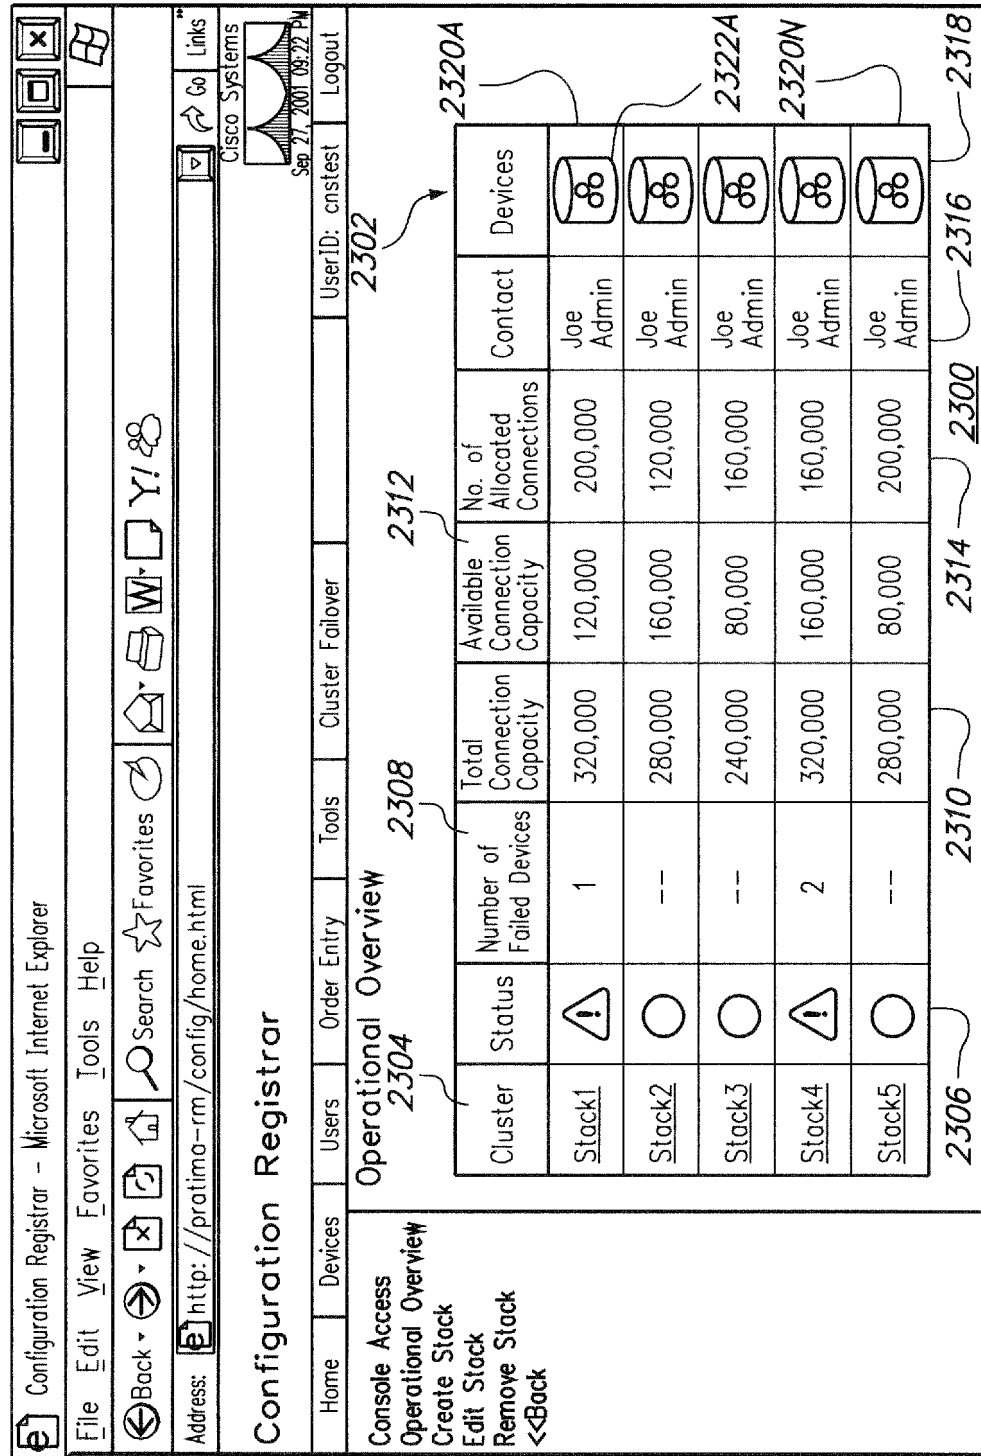 Configuration Registrar - Microsoft Internet Explorer
File Edit View Favorites Tools Help
Back Search Favorites W Y!
Address: http://pratima-rm/config/home.html Go Links »
Configuration Registrar
Cisco Systems
Sep 27, 2001 09:22 PM
Home Devices Users Order Entry Tools Cluster Failover UserID: cnstest Logout
Console Access
Operational Overview
Create Stack
Edit Stack
Remove Stack
<<Back
Operational Overview
2302
2304
2308
2312
Cluster Status Number of Failed Devices Total Connection Capacity Available Connection Capacity No. of Allocated Connections Contact Devices
Stack1 1 320,000 120,000 200,000 Joe Admin
Stack2 -- 280,000 160,000 120,000 Joe Admin
Stack3 -- 240,000 80,000 160,000 Joe Admin
Stack4 2 320,000 160,000 160,000 Joe Admin
Stack5 -- 280,000 80,000 200,000 Joe Admin
2320A
2322A
2320N
2306
2310
2314
2316
2318
2300